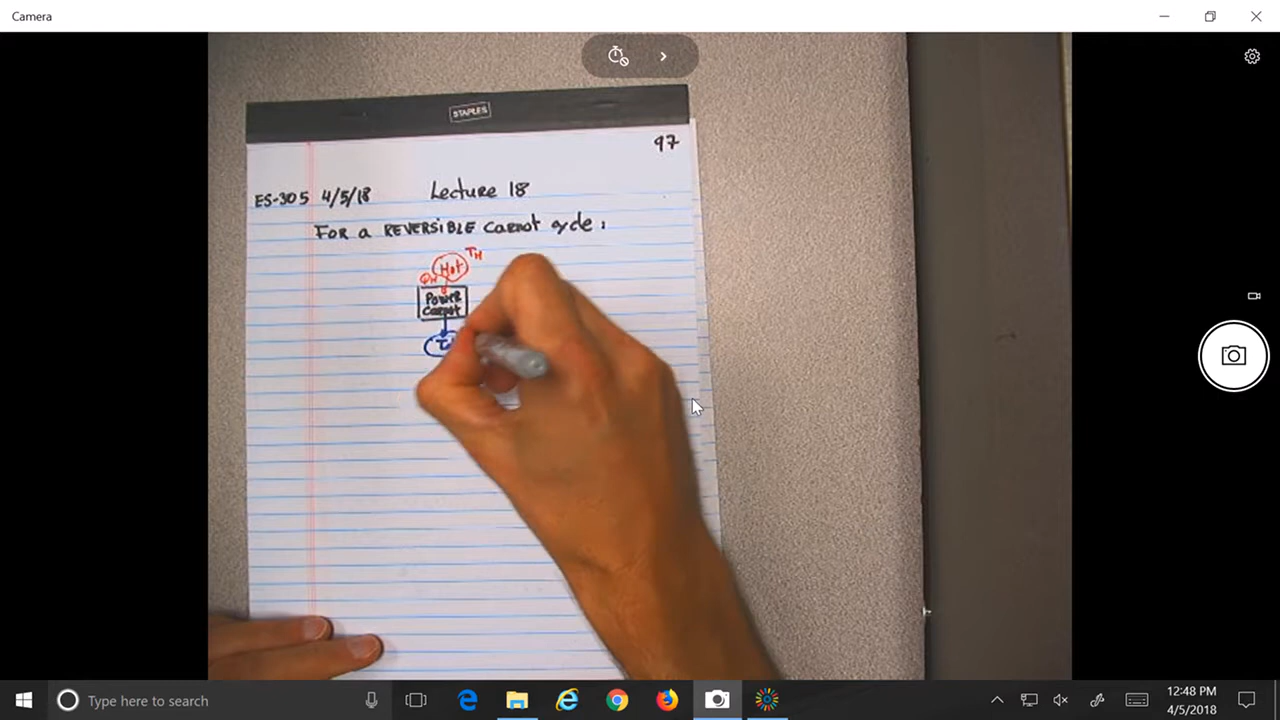 Camera
STAPLES
97
ES-305 4/5/18 Lecture 18
FOR a REVERSIBLE Carnot cycle:
TH
Hot
QH
Power
Carnot
Type here to search
12:48 PM
4/5/2018